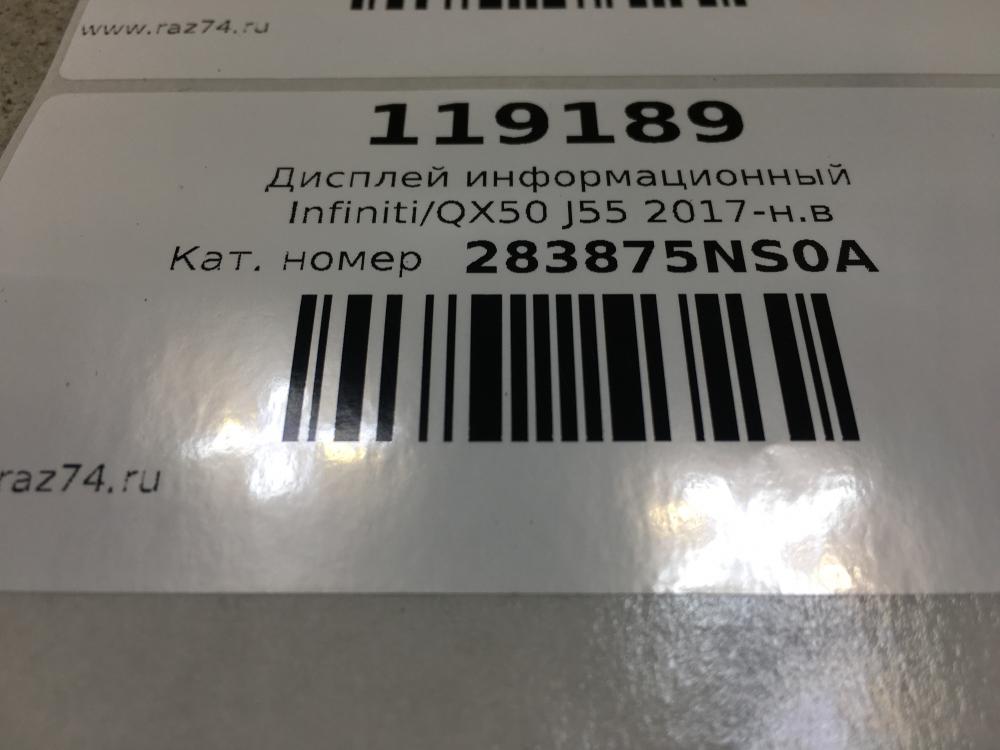 www.raz74.ru
119189
Дисплей информационный
Infiniti/QX50 J55 2017-н.в
Кат. номер 283875NS0A
raz74.ru